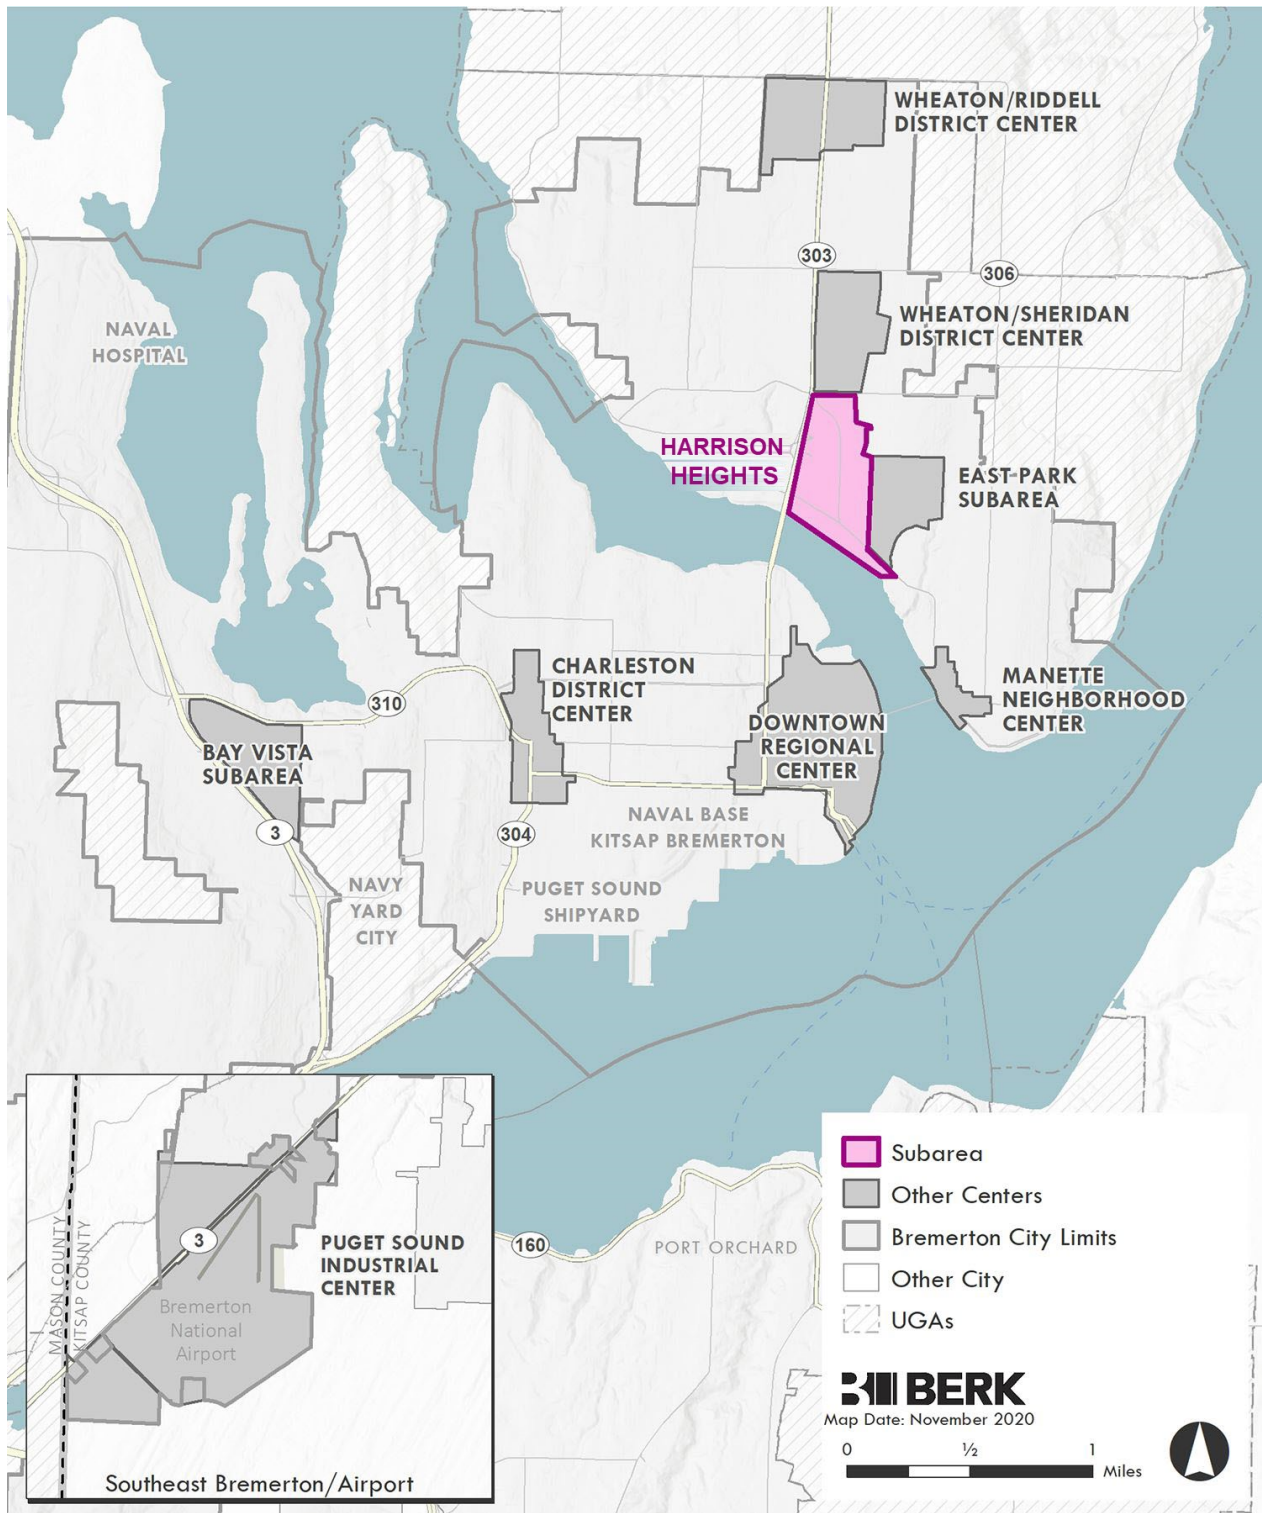 WHEATON/RIDDELL
DISTRICT CENTER
303
306
WHEATON/SHERIDAN
DISTRICT CENTER
NAVAL
HOSPITAL
HARRISON
HEIGHTS
EAST PARK
SUBAREA
CHARLESTON
DISTRICT
CENTER
MANETTE
NEIGHBORHOOD
CENTER
310
DOWNTOWN
REGIONAL
CENTER
BAY VISTA
SUBAREA
3
304
NAVAL BASE
KITSAP BREMERTON
NAVY
YARD
CITY
PUGET SOUND
SHIPYARD
MASON COUNTY
KITSAP COUNTY
3
PUGET SOUND
INDUSTRIAL
CENTER
Bremerton
National
Airport
Southeast Bremerton/Airport
160
PORT ORCHARD
Subarea
Other Centers
Bremerton City Limits
Other City
UGAs
BERK
Map Date: November 2020
0 ½ 1
Miles